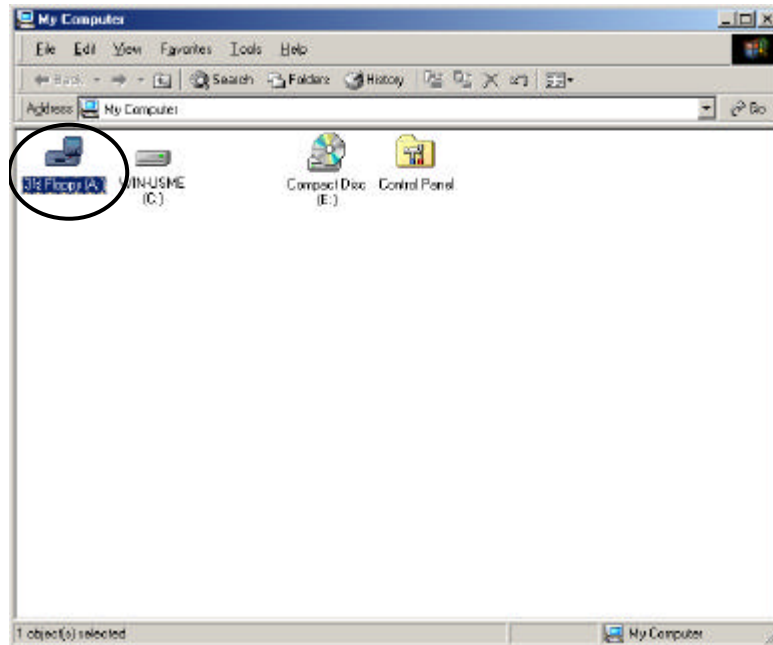 My Computer
File Edit View Favorites Tools Help
Back Search Folders History
Address My Computer Go
3½ Floppy (A:) WIN-USME (C:) Compact Disc (E:) Control Panel
1 object(s) selected My Computer